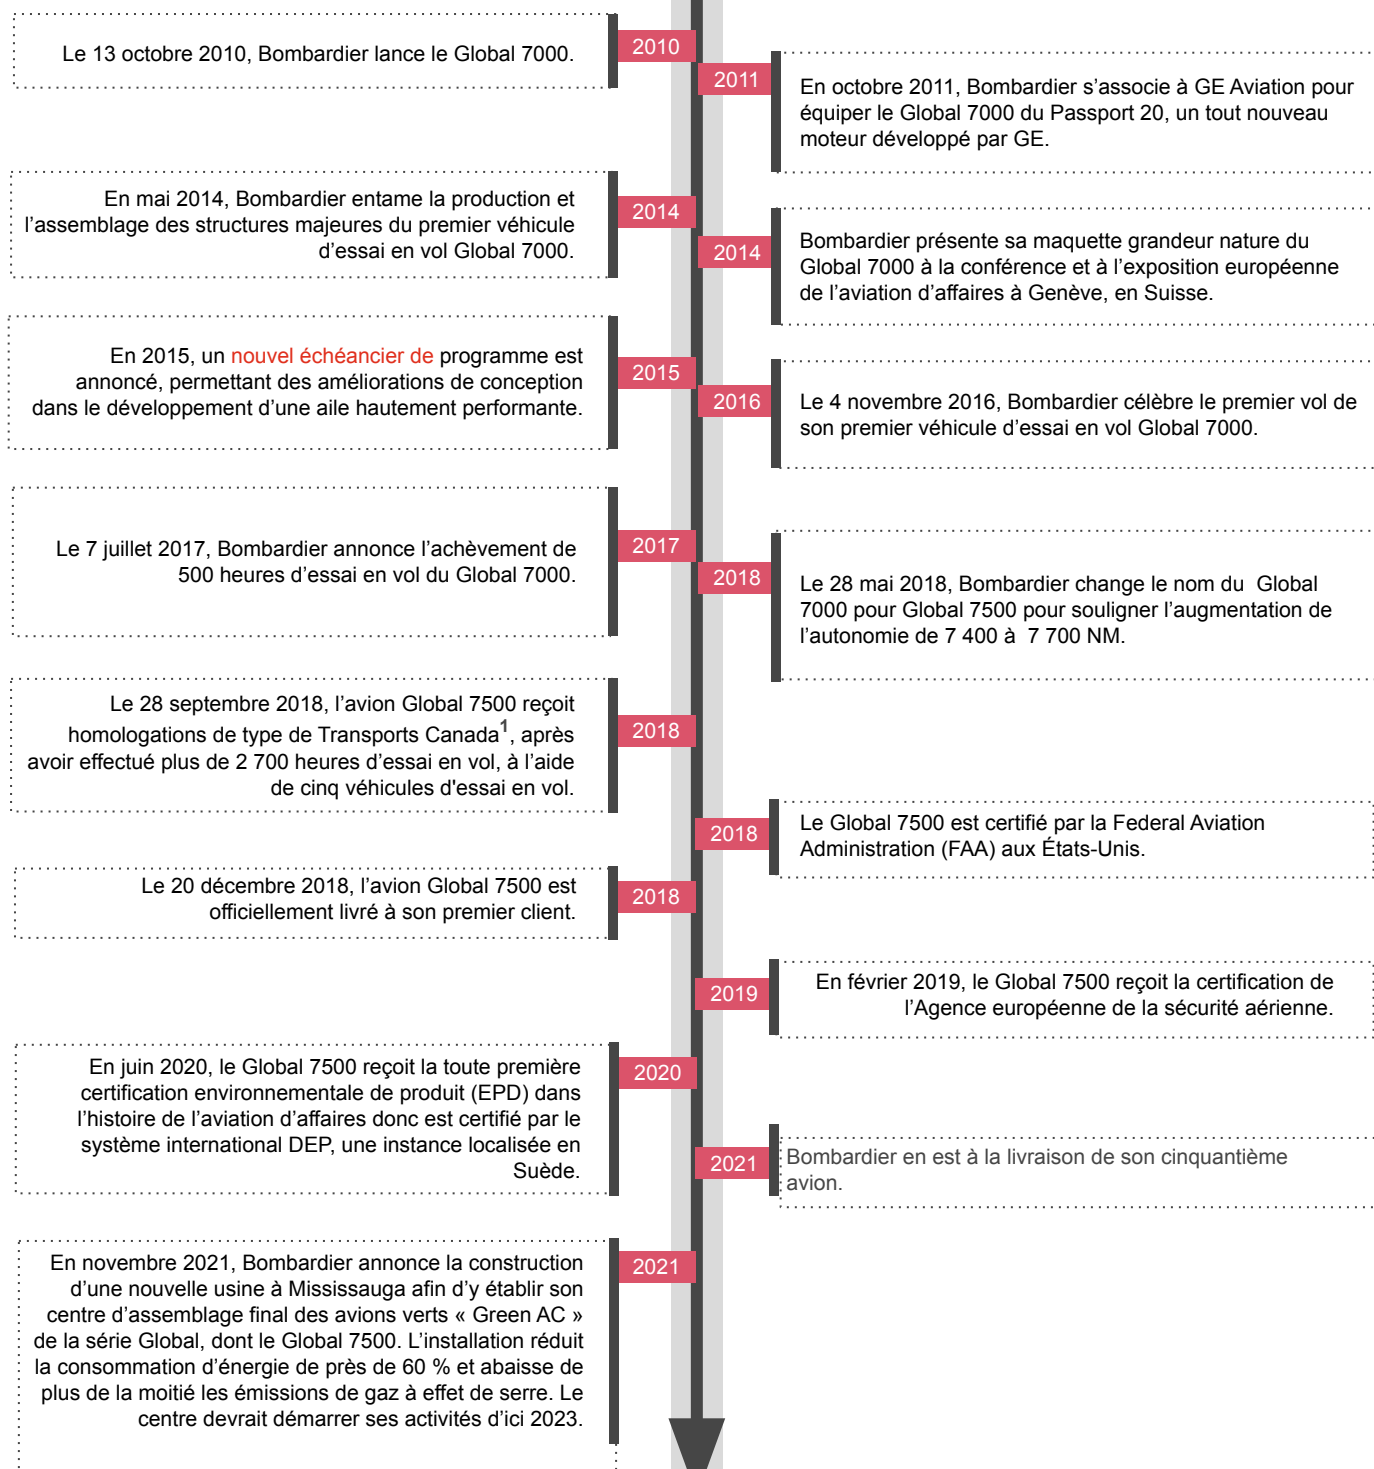 2010
Le 13 octobre 2010, Bombardier lance le Global 7000.
2011
En octobre 2011, Bombardier s’associe à GE Aviation pour
équiper le Global 7000 du Passport 20, un tout nouveau
moteur développé par GE.
2014
En mai 2014, Bombardier entame la production et
l’assemblage des structures majeures du premier véhicule
d’essai en vol Global 7000.
2014
Bombardier présente sa maquette grandeur nature du
Global 7000 à la conférence et à l’exposition européenne
de l’aviation d’affaires à Genève, en Suisse.
2015
En 2015, un nouvel échéancier de programme est
annoncé, permettant des améliorations de conception
dans le développement d’une aile hautement performante.
2016
Le 4 novembre 2016, Bombardier célèbre le premier vol de
son premier véhicule d’essai en vol Global 7000.
2017
Le 7 juillet 2017, Bombardier annonce l’achèvement de
500 heures d’essai en vol du Global 7000.
2018
Le 28 mai 2018, Bombardier change le nom du  Global
7000 pour Global 7500 pour souligner l’augmentation de
l’autonomie de 7 400 à  7 700 NM.
2018
Le 28 septembre 2018, l’avion Global 7500 reçoit
homologations de type de Transports Canada1, après
avoir effectué plus de 2 700 heures d’essai en vol, à l’aide
de cinq véhicules d'essai en vol.
2018
Le Global 7500 est certifié par la Federal Aviation
Administration (FAA) aux États-Unis.
2018
Le 20 décembre 2018, l’avion Global 7500 est
officiellement livré à son premier client.
2019
En février 2019, le Global 7500 reçoit la certification de
l’Agence européenne de la sécurité aérienne.
2020
En juin 2020, le Global 7500 reçoit la toute première
certification environnementale de produit (EPD) dans
l’histoire de l’aviation d’affaires donc est certifié par le
système international DEP, une instance localisée en
Suède.
2021
Bombardier en est à la livraison de son cinquantième
avion.
2021
En novembre 2021, Bombardier annonce la construction
d’une nouvelle usine à Mississauga afin d’y établir son
centre d’assemblage final des avions verts « Green AC »
de la série Global, dont le Global 7500. L’installation réduit
la consommation d’énergie de près de 60 % et abaisse de
plus de la moitié les émissions de gaz à effet de serre. Le
centre devrait démarrer ses activités d’ici 2023.